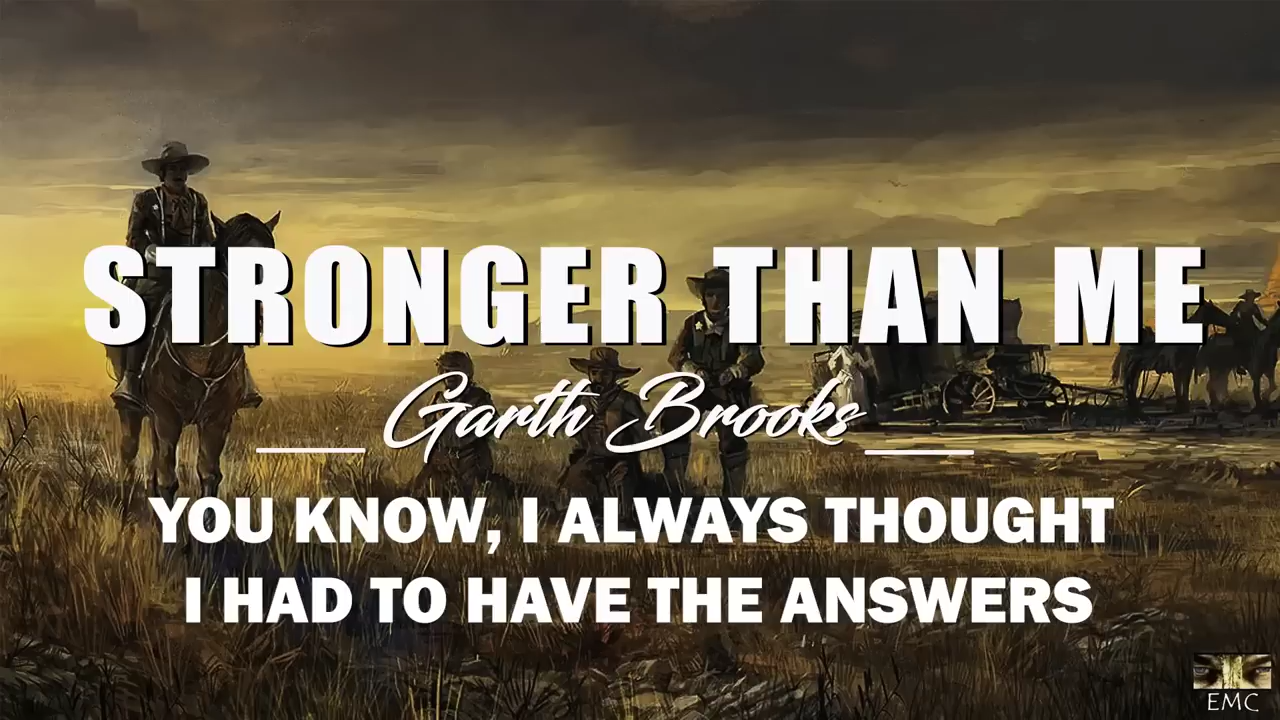 STRONGER THAN ME
Garth Brooks
YOU KNOW, I ALWAYS THOUGHT
I HAD TO HAVE THE ANSWERS
EMC